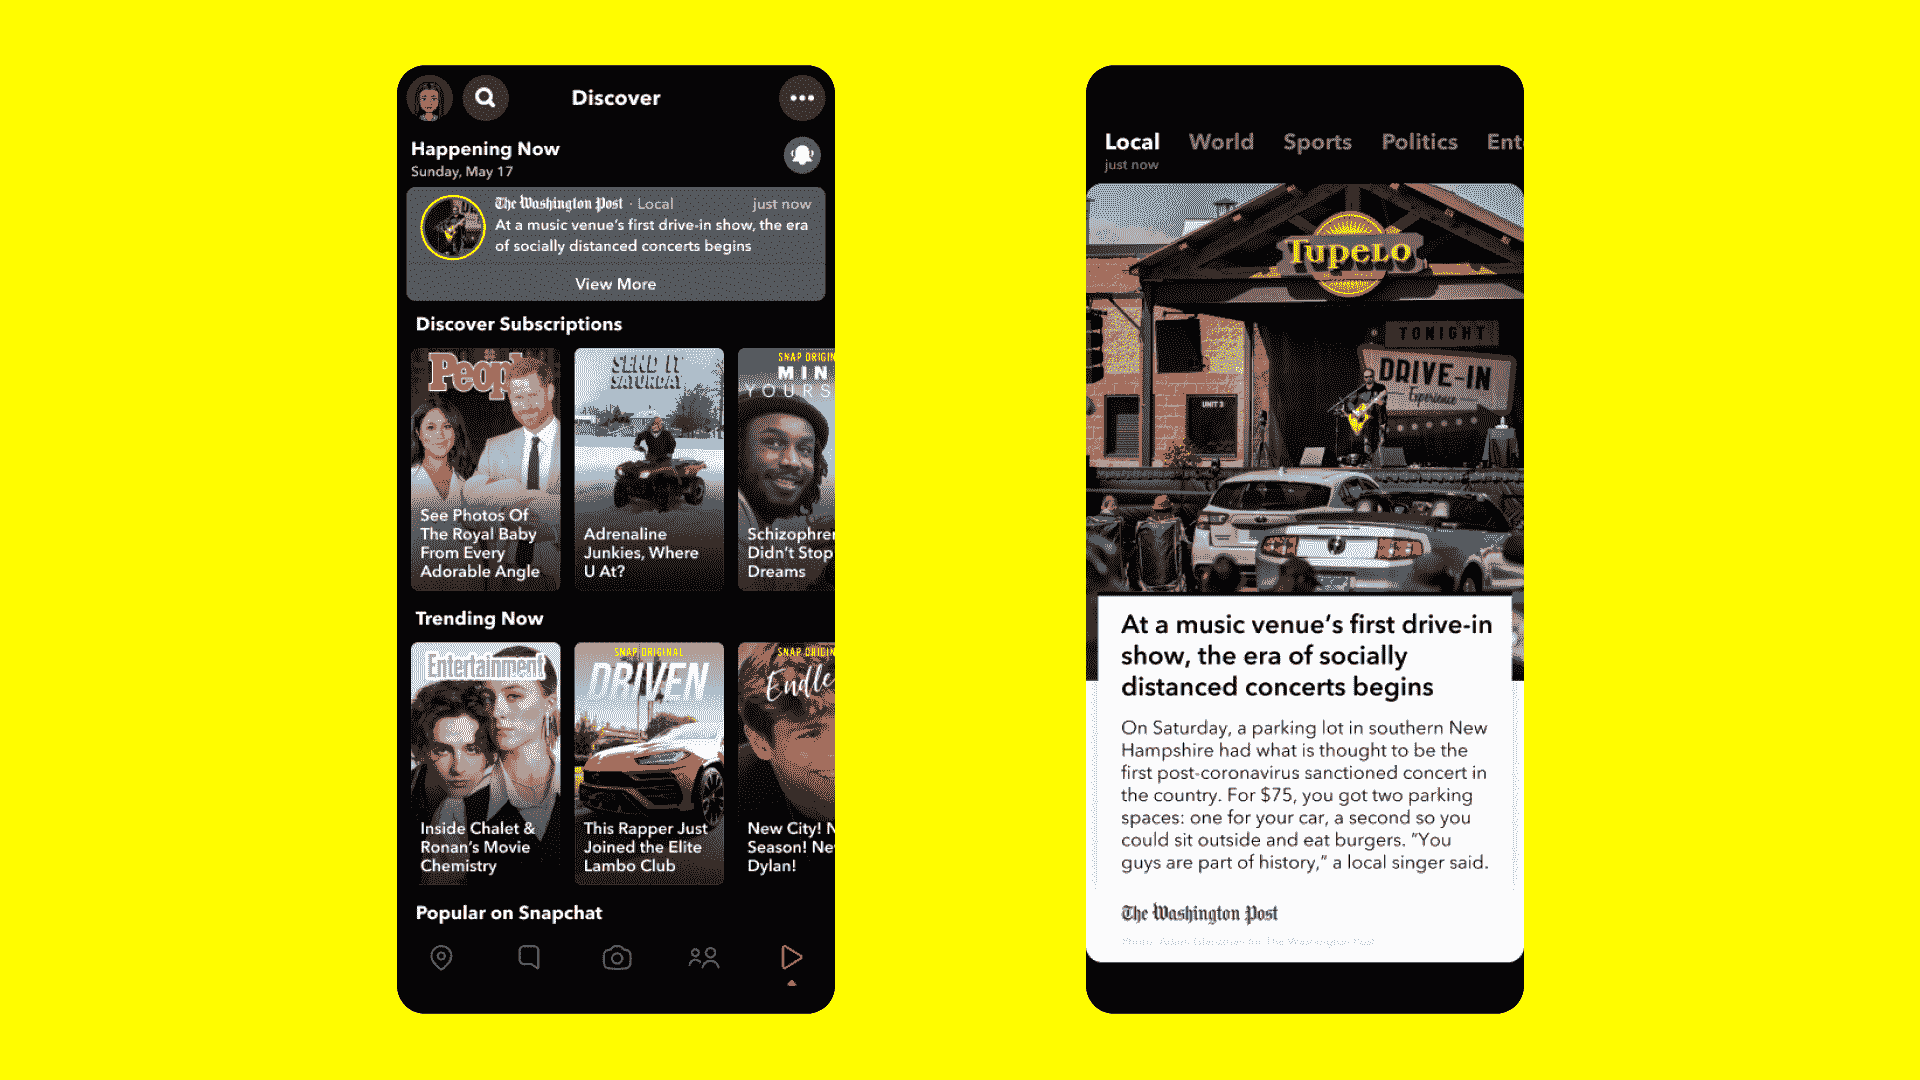 Discover
Happening Now
Sunday, May 17
The Washington Post · Local just now
At a music venue’s first drive-in show, the era
of socially distanced concerts begins
View More
Discover Subscriptions
People
See Photos Of
The Royal Baby
From Every
Adorable Angle
SEND IT
SATURDAY
Adrenaline
Junkies, Where
U At?
SNAP ORIGIN
MIN
YOURS
Schizophre
Didn’t Stop
Dreams
Trending Now
Entertainment
Inside Chalet &
Ronan’s Movie
Chemistry
SNAP ORIGINAL
DRIVEN
This Rapper Just
Joined the Elite
Lambo Club
SNAP ORIGIN
Endle
New City! N
Season! Ne
Dylan!
Popular on Snapchat
Local World Sports Politics Ent
just now
TUPELO
TONIGHT
DRIVE-IN
Experience
UNIT 3
At a music venue’s first drive-in
show, the era of socially
distanced concerts begins
On Saturday, a parking lot in southern New
Hampshire had what is thought to be the
first post-coronavirus sanctioned concert in
the country. For $75, you got two parking
spaces: one for your car, a second so you
could sit outside and eat burgers. “You
guys are part of history,” a local singer said.
The Washington Post
for The Washington Post